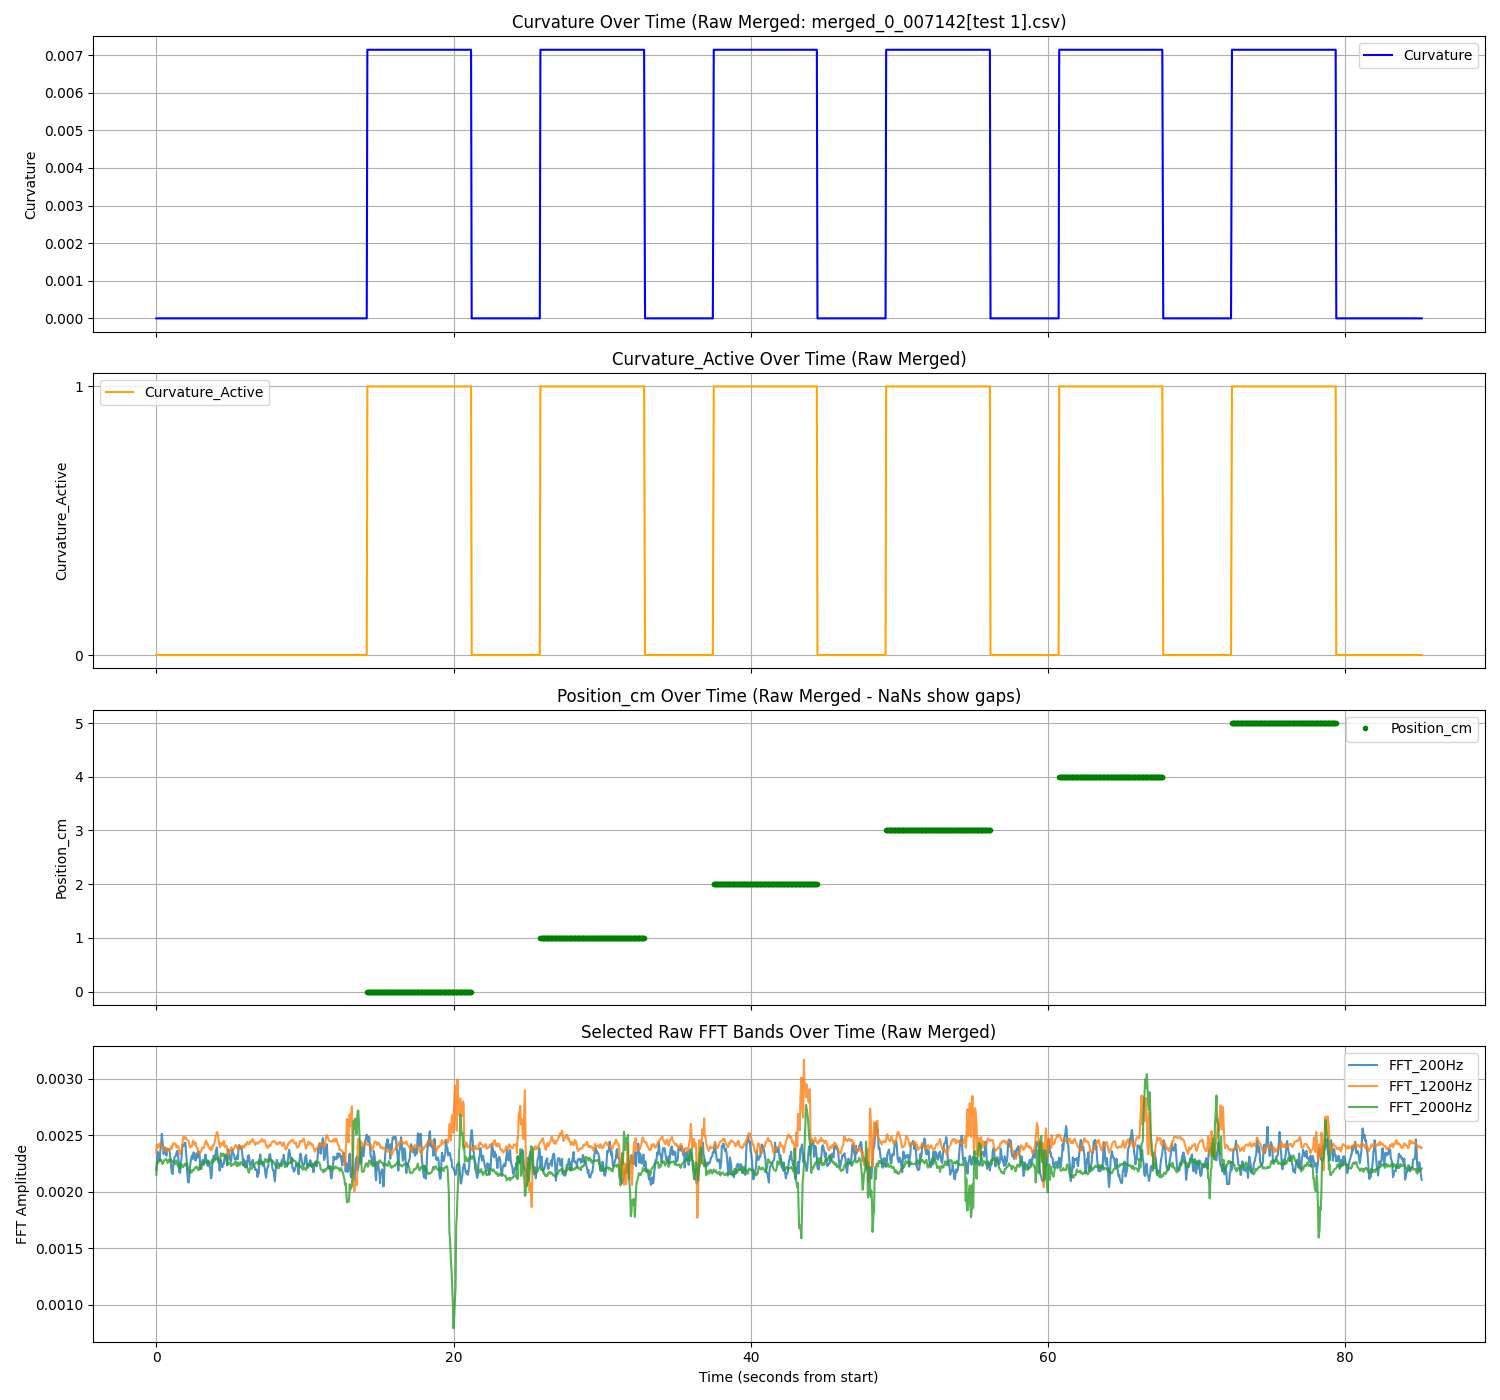 Curvature Over Time (Raw Merged: merged_0_007142[test 1].csv)
Curvature
0.007
0.006
0.005
0.004
0.003
0.002
0.001
0.000
Curvature
Curvature_Active Over Time (Raw Merged)
Curvature_Active
1
0
Curvature_Active
Position_cm Over Time (Raw Merged - NaNs show gaps)
Position_cm
5
4
3
2
1
0
Position_cm
Selected Raw FFT Bands Over Time (Raw Merged)
FFT_200Hz
FFT_1200Hz
FFT_2000Hz
0.0030
0.0025
0.0020
0.0015
0.0010
FFT Amplitude
0 20 40 60 80
Time (seconds from start)